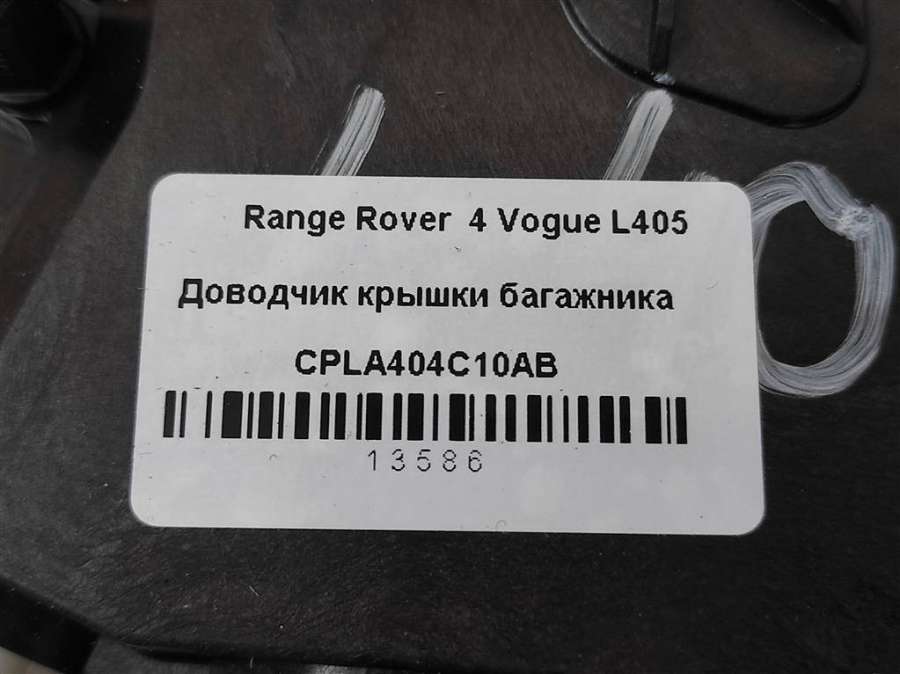 Range Rover 4 Vogue L405
Доводчик крышки багажника
CPLA404C10AB
13586